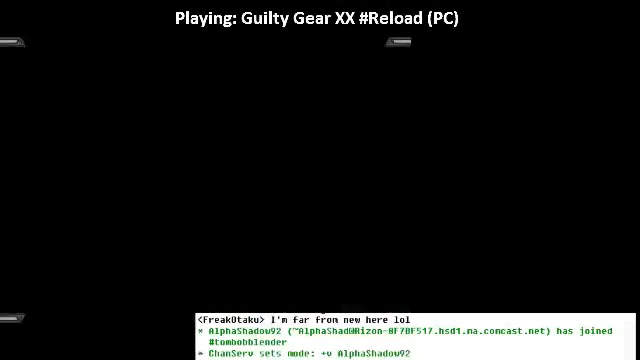 Playing: Guilty Gear XX #Reload (PC)
<FreakOtaku> I'm far from new here lol
* AlphaShadow92 (~AlphaShad@Rizon-8F7BF517.hsd1.ma.comcast.net) has joined
#tombobblender
* ChanServ sets mode: +v AlphaShadow92